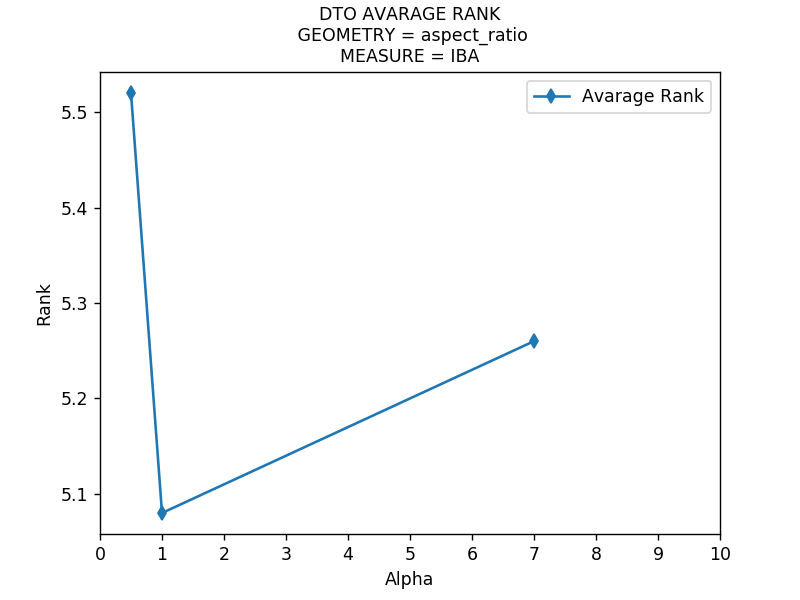 DTO AVARAGE RANK
GEOMETRY = aspect_ratio
MEASURE = IBA
Avarage Rank
5.5
5.4
5.3
5.2
5.1
Rank
0 1 2 3 4 5 6 7 8 9 10
Alpha